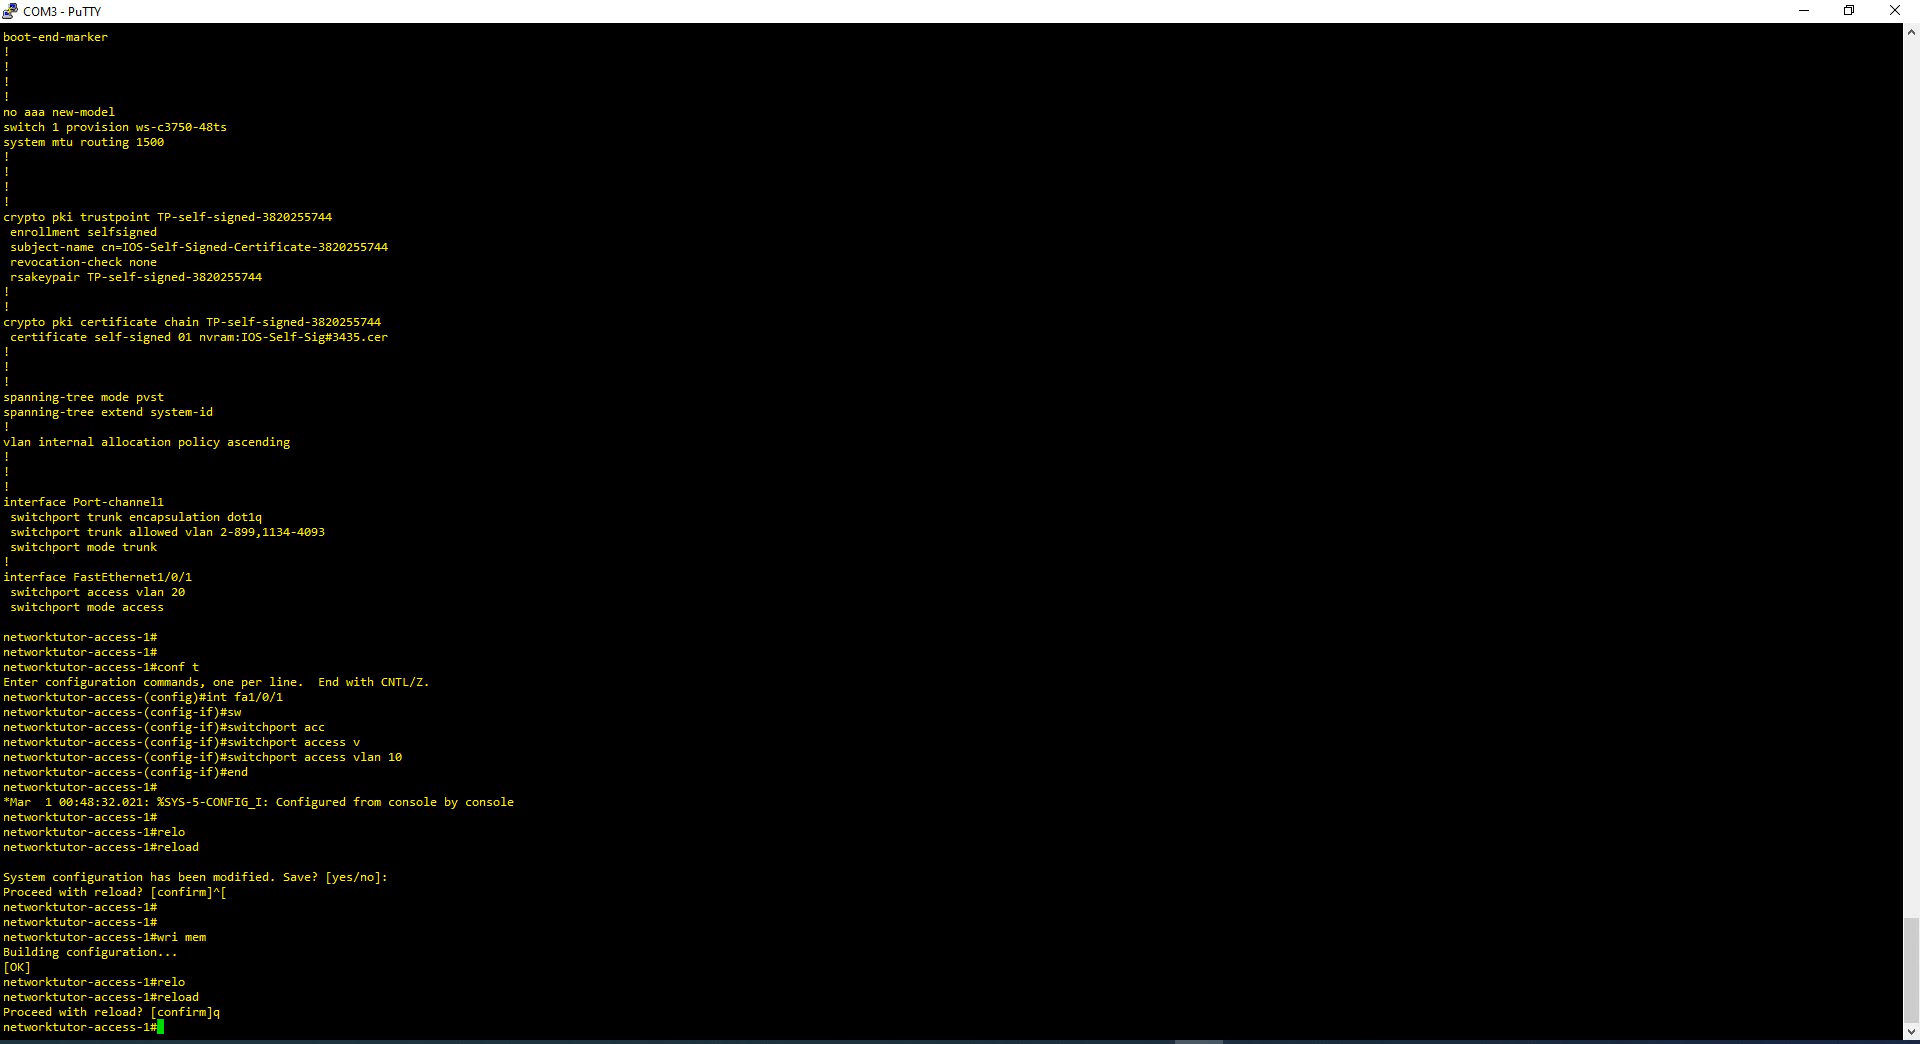 COM3 - PuTTY
boot-end-marker
!
!
!
!
no aaa new-model
switch 1 provision ws-c3750-48ts
system mtu routing 1500
!
!
!
!
crypto pki trustpoint TP-self-signed-3820255744
 enrollment selfsigned
 subject-name cn=IOS-Self-Signed-Certificate-3820255744
 revocation-check none
 rsakeypair TP-self-signed-3820255744
!
!
crypto pki certificate chain TP-self-signed-3820255744
 certificate self-signed 01 nvram:IOS-Self-Sig#3435.cer
!
!
!
spanning-tree mode pvst
spanning-tree extend system-id
!
vlan internal allocation policy ascending
!
!
!
interface Port-channel1
 switchport trunk encapsulation dot1q
 switchport trunk allowed vlan 2-899,1134-4093
 switchport mode trunk
!
interface FastEthernet1/0/1
 switchport access vlan 20
 switchport mode access
networktutor-access-1#
networktutor-access-1#
networktutor-access-1#conf t
Enter configuration commands, one per line.  End with CNTL/Z.
networktutor-access-(config)#int fa1/0/1
networktutor-access-(config-if)#sw
networktutor-access-(config-if)#switchport acc
networktutor-access-(config-if)#switchport access v
networktutor-access-(config-if)#switchport access vlan 10
networktutor-access-(config-if)#end
networktutor-access-1#
*Mar  1 00:48:32.021: %SYS-5-CONFIG_I: Configured from console by console
networktutor-access-1#
networktutor-access-1#relo
networktutor-access-1#reload
System configuration has been modified. Save? [yes/no]:
Proceed with reload? [confirm]^[
networktutor-access-1#
networktutor-access-1#
networktutor-access-1#wri mem
Building configuration...
[OK]
networktutor-access-1#relo
networktutor-access-1#reload
Proceed with reload? [confirm]q
networktutor-access-1#